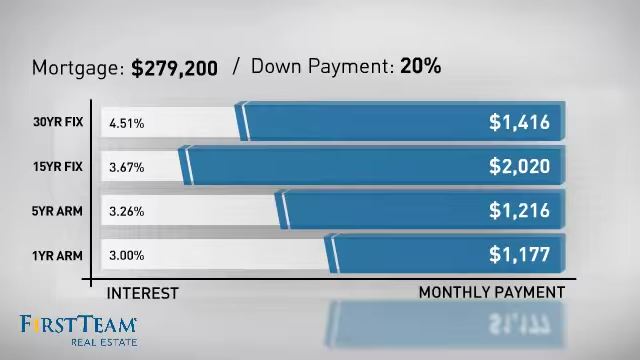 Mortgage: $279,200 / Down Payment: 20%
30YR FIX 4.51% $1,416
15YR FIX 3.67% $2,020
5YR ARM 3.26% $1,216
1YR ARM 3.00% $1,177
INTEREST MONTHLY PAYMENT
FIRSTTEAM®
REAL ESTATE